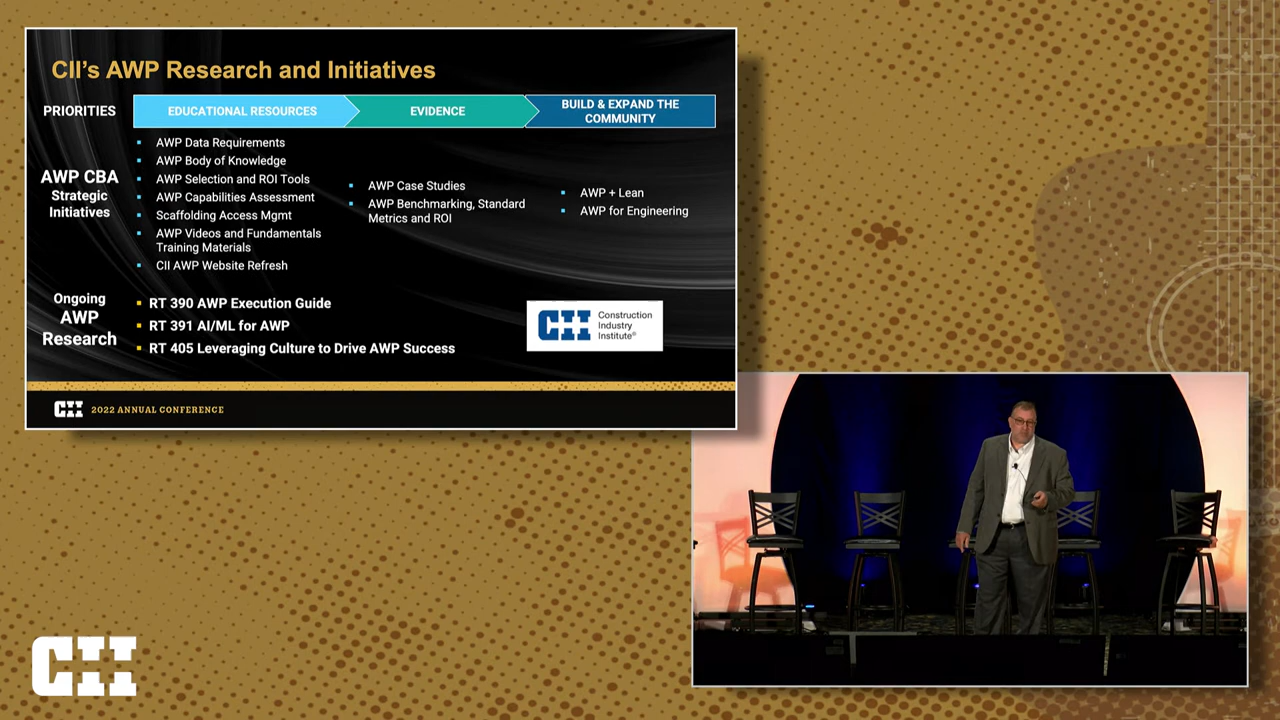 CII's AWP Research and Initiatives
PRIORITIES
EDUCATIONAL RESOURCES
EVIDENCE
BUILD & EXPAND THE
COMMUNITY
AWP CBA
Strategic
Initiatives
AWP Data Requirements
AWP Body of Knowledge
AWP Selection and ROI Tools
AWP Capabilities Assessment
Scaffolding Access Mgmt
AWP Videos and Fundamentals
Training Materials
CII AWP Website Refresh
AWP Case Studies
AWP Benchmarking, Standard
Metrics and ROI
AWP + Lean
AWP for Engineering
Ongoing
AWP
Research
RT 390 AWP Execution Guide
RT 391 AI/ML for AWP
RT 405 Leveraging Culture to Drive AWP Success
CII
Construction
Industry
Institute®
CII 2022 ANNUAL CONFERENCE
CII